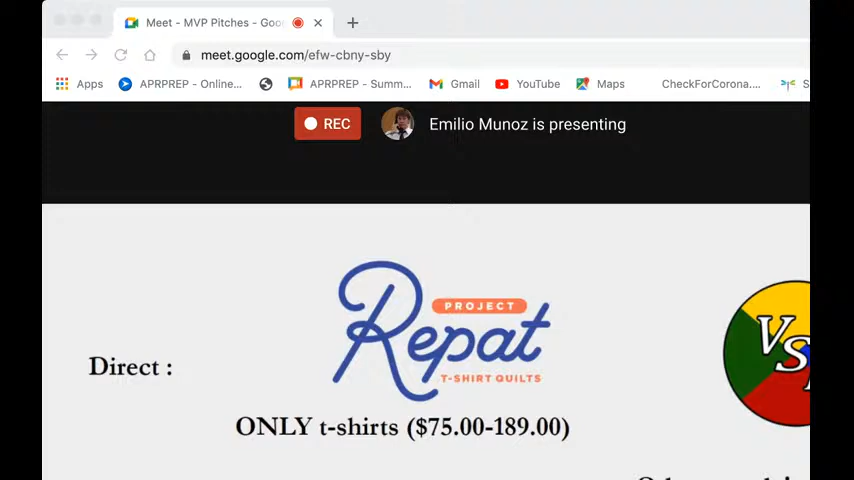 Meet - MVP Pitches - Goo
meet.google.com/efw-cbny-sby
Apps APRPREP - Online... APRPREP - Summ... Gmail YouTube Maps CheckForCorona.... S
REC Emilio Munoz is presenting
PROJECT
Repat
T-SHIRT QUILTS
VS
Direct :
ONLY t-shirts ($75.00-189.00)